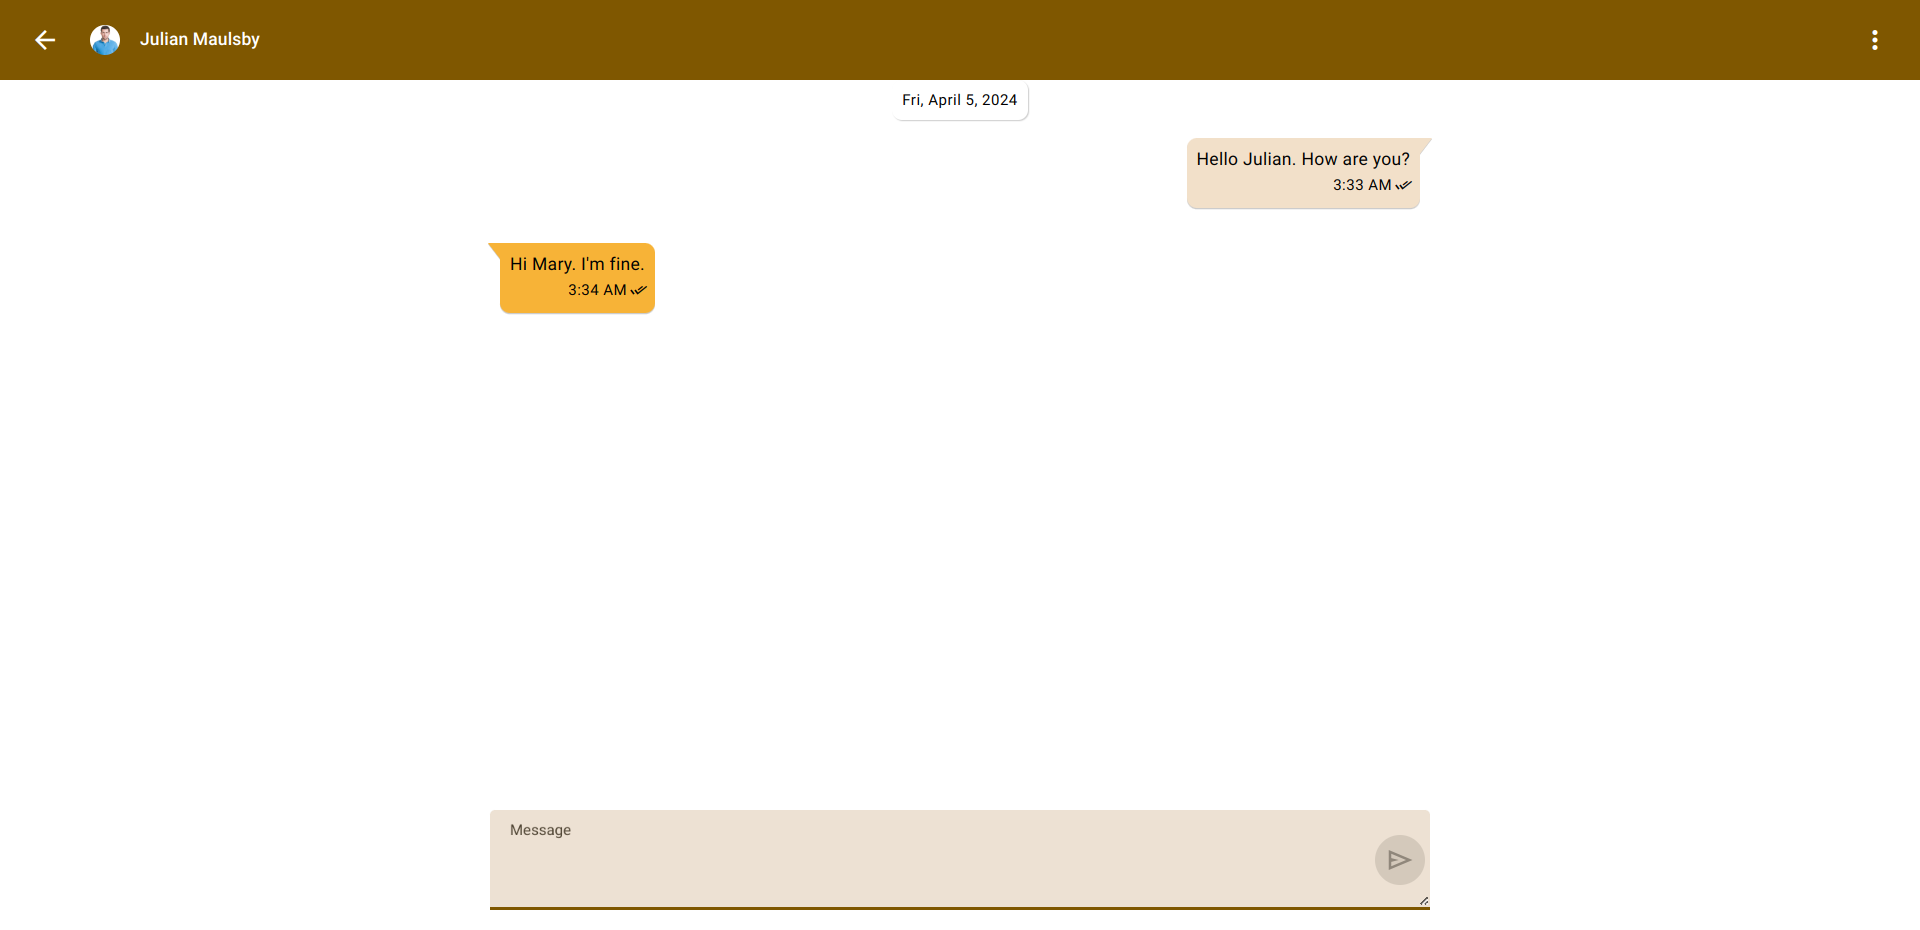 Julian Maulsby
Fri, April 5, 2024
Hello Julian. How are you?
3:33 AM
Hi Mary. I'm fine.
3:34 AM
Message